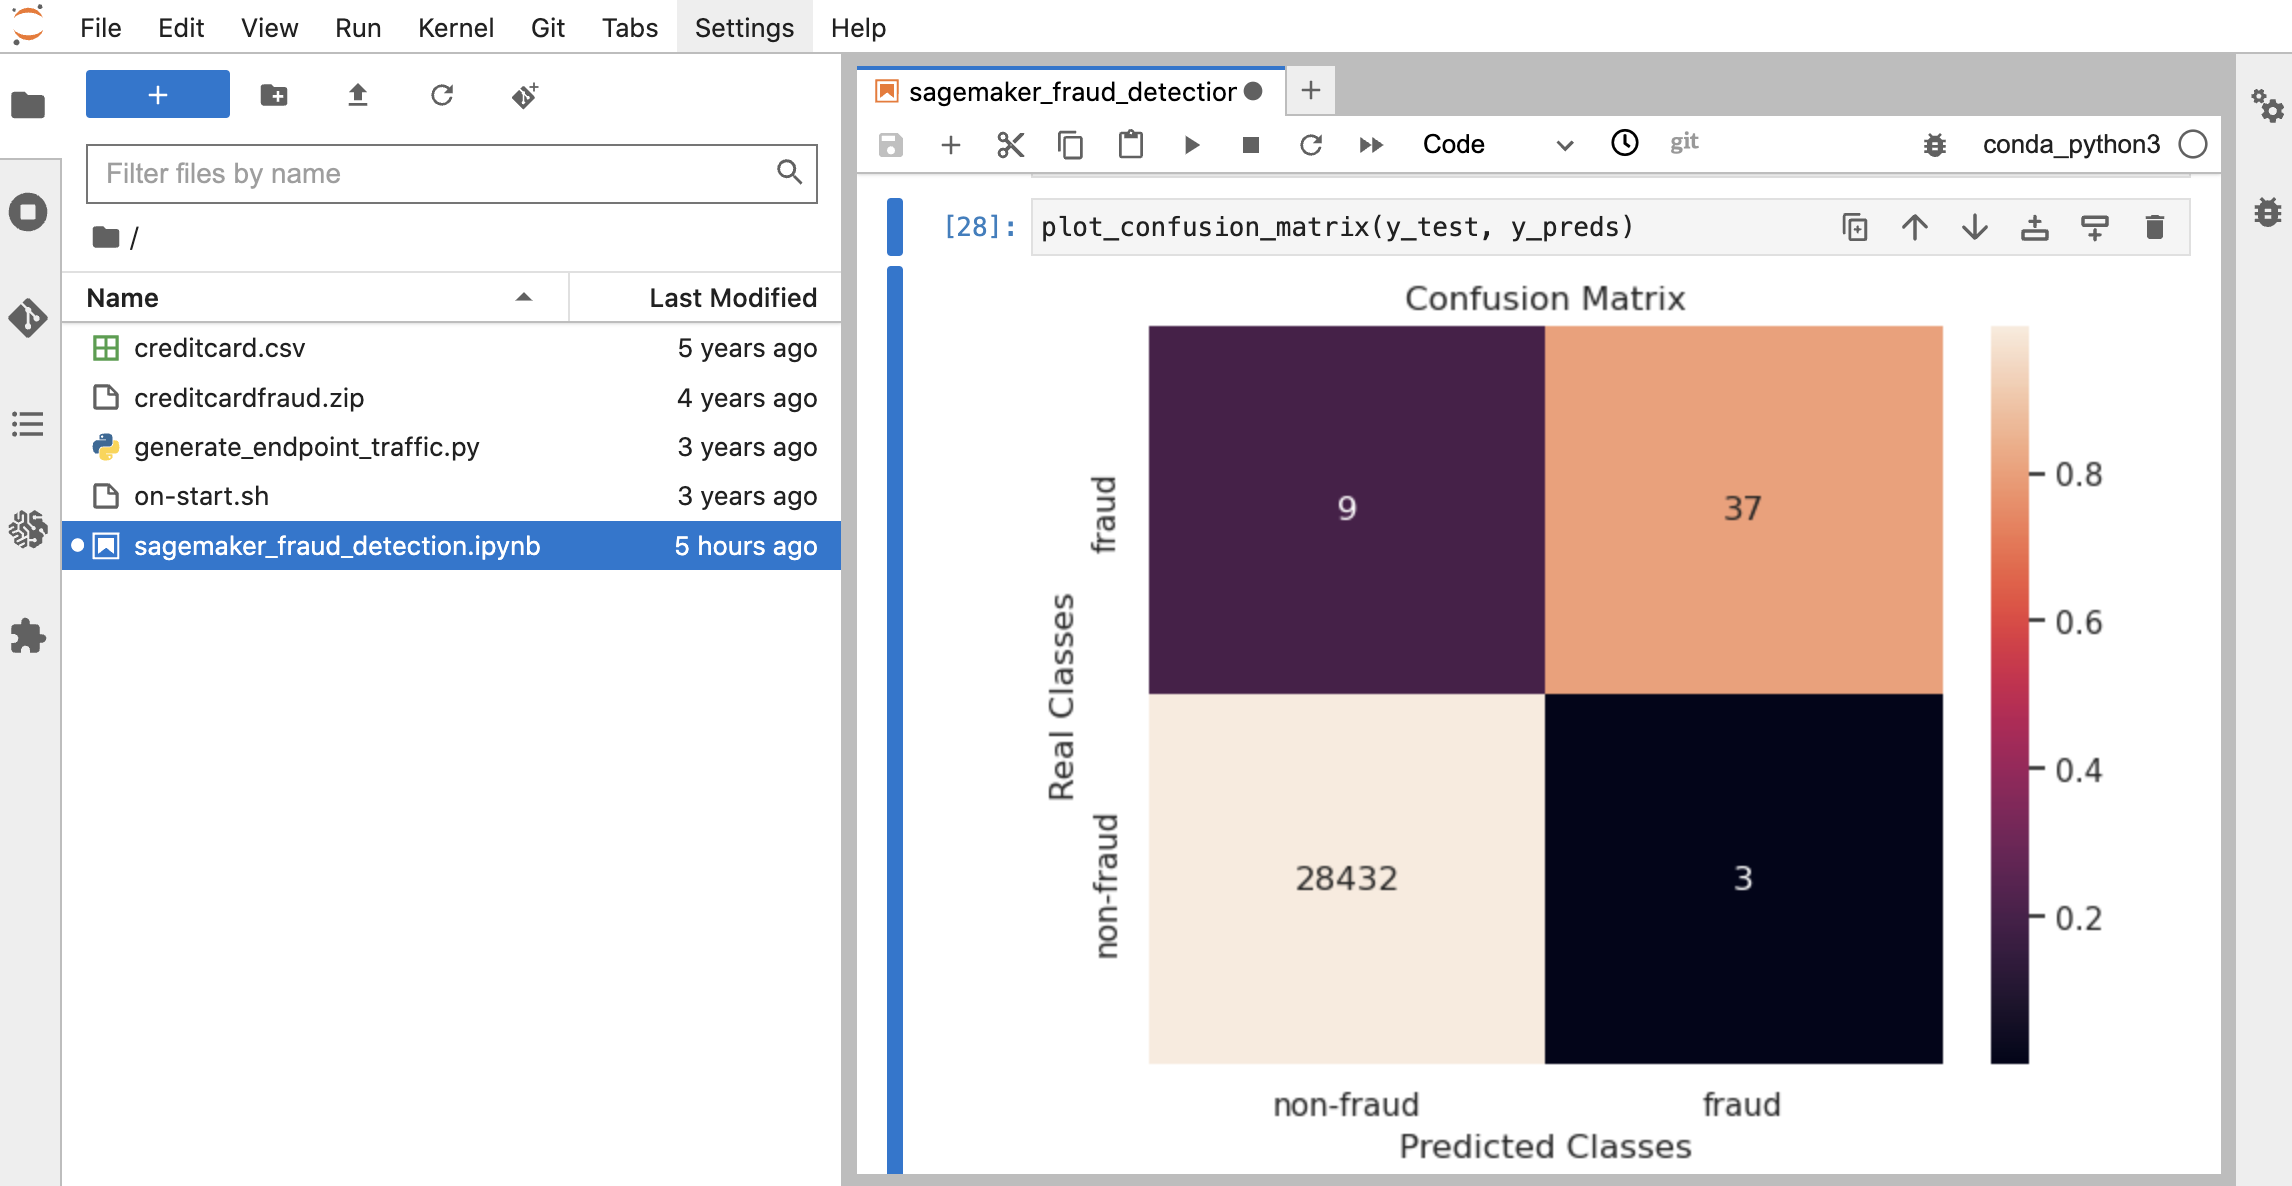 File Edit View Run Kernel Git Tabs Settings Help
+
Filter files by name
/
Name Last Modified
creditcard.csv 5 years ago
creditcardfraud.zip 4 years ago
generate_endpoint_traffic.py 3 years ago
on-start.sh 3 years ago
sagemaker_fraud_detection.ipynb 5 hours ago
sagemaker_fraud_detectior
Code git conda_python3
[28]: plot_confusion_matrix(y_test, y_preds)
Confusion Matrix
Real Classes
fraud
non-fraud
9 37
28432 3
non-fraud fraud
Predicted Classes
0.8
0.6
0.4
0.2